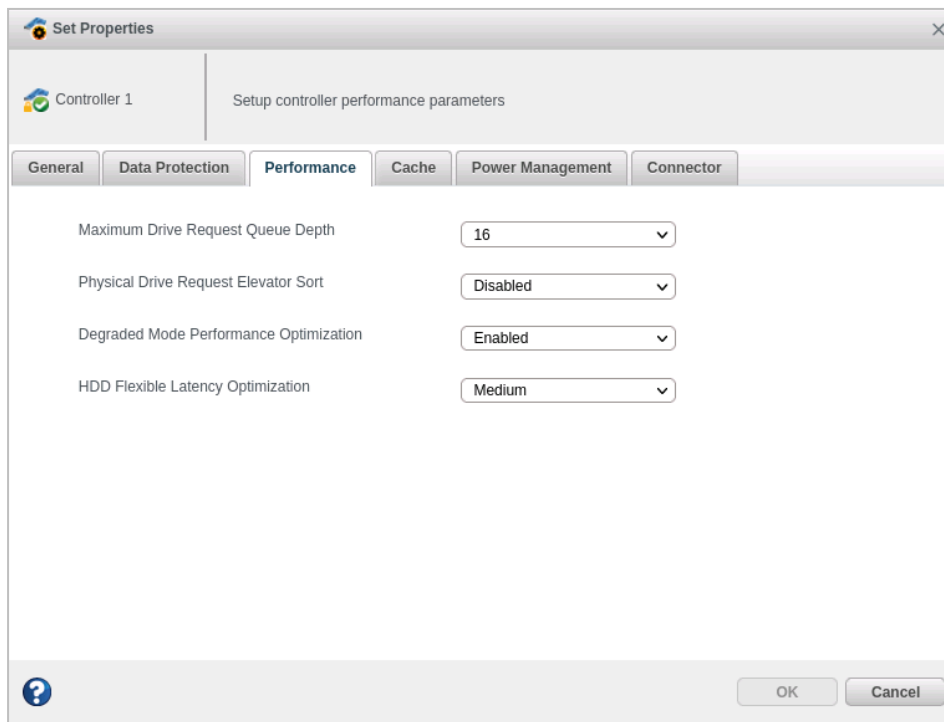 Set Properties
Controller 1
Setup controller performance parameters
General Data Protection Performance Cache Power Management Connector
Maximum Drive Request Queue Depth 16
Physical Drive Request Elevator Sort Disabled
Degraded Mode Performance Optimization Enabled
HDD Flexible Latency Optimization Medium
? OK Cancel